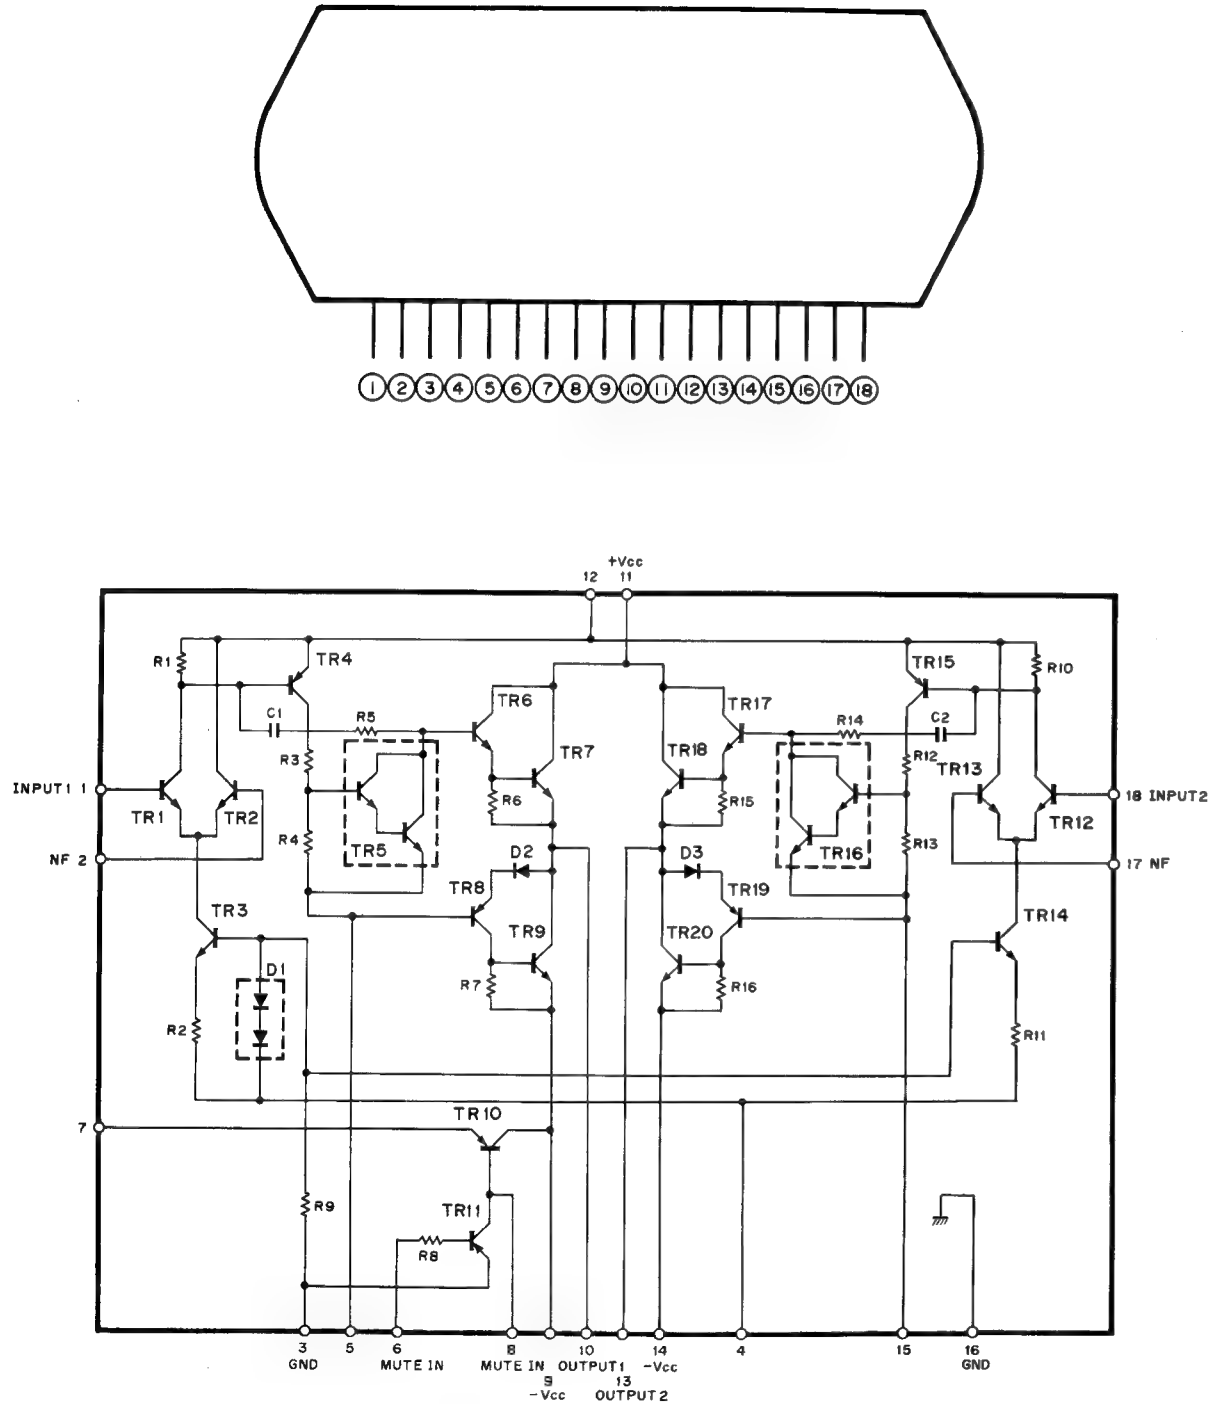 1 2 3 4 5 6 7 8 9 10 11 12 13 14 15 16 17 18
+Vcc
12 11
R1
TR4
TR15
R10
TR6
TR17
C1
R5
R14
C2
R3
TR7
TR18
R12
TR13
INPUT1 1
TR1
TR2
R6
R15
18 INPUT2
TR12
R4
TR5
TR16
R13
NF 2
D2
D3
17 NF
TR8
TR19
TR3
TR9
TR20
TR14
D1
R7
R16
R2
R11
7
TR10
R9
TR11
R8
3 5 6 8 10 14 4 15 16
GND MUTE IN MUTE IN OUTPUT1 -Vcc GND
9 13
-Vcc OUTPUT2